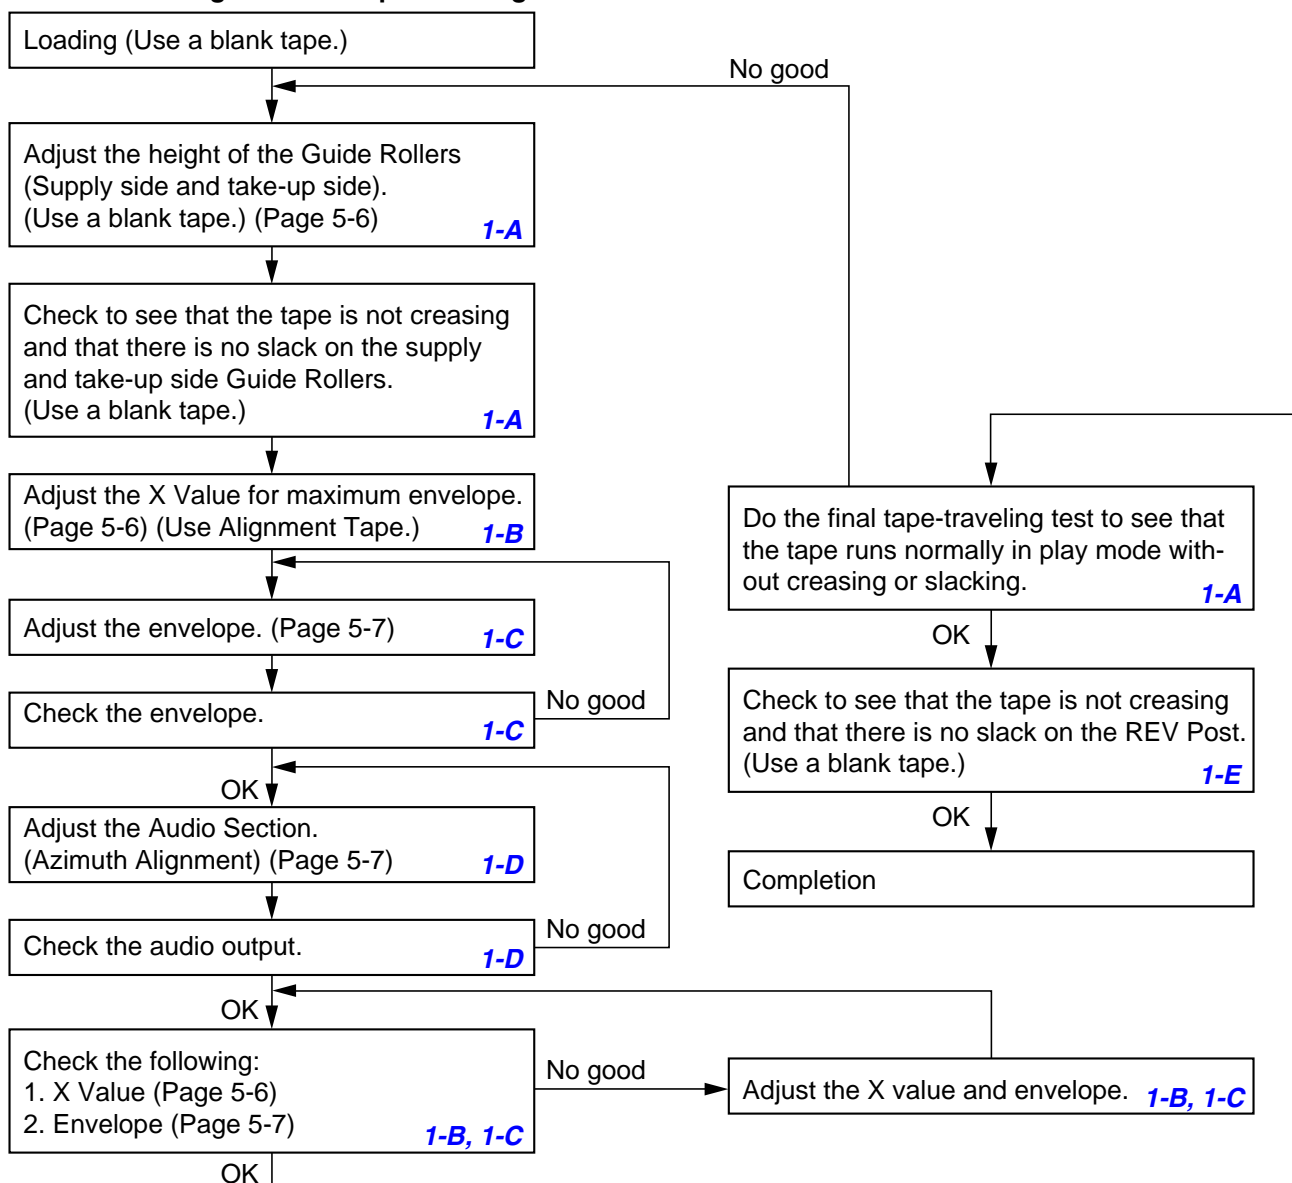 Loading (Use a blank tape.)
No good
Adjust the height of the Guide Rollers
(Supply side and take-up side).
(Use a blank tape.) (Page 5-6)
1-A
Check to see that the tape is not creasing
and that there is no slack on the supply
and take-up side Guide Rollers.
(Use a blank tape.)
1-A
Adjust the X Value for maximum envelope.
(Page 5-6) (Use Alignment Tape.)
1-B
Adjust the envelope. (Page 5-7)
1-C
Check the envelope.
1-C
No good
OK
Adjust the Audio Section.
(Azimuth Alignment) (Page 5-7)
1-D
Check the audio output.
1-D
No good
OK
Check the following:
1. X Value (Page 5-6)
2. Envelope (Page 5-7)
1-B, 1-C
No good
Adjust the X value and envelope.
1-B, 1-C
OK
Do the final tape-traveling test to see that
the tape runs normally in play mode with-
out creasing or slacking.
1-A
OK
Check to see that the tape is not creasing
and that there is no slack on the REV Post.
(Use a blank tape.)
1-E
OK
Completion